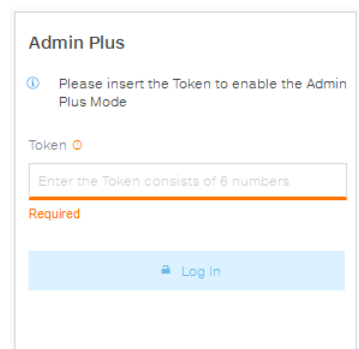 Admin Plus
Please insert the Token to enable the Admin
Plus Mode
Token
Enter the Token consists of 6 numbers
Required
Log In